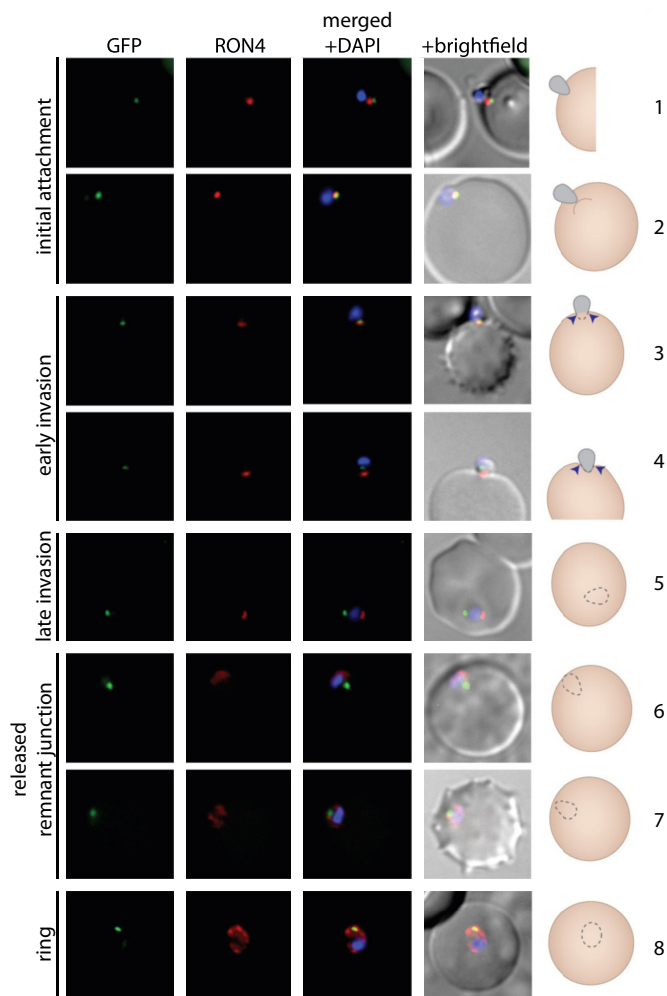 GFP
RON4
merged
+DAPI
+brightfield
initial attachment
1
2
early invasion
3
4
late invasion
5
released
remnant junction
6
7
ring
8